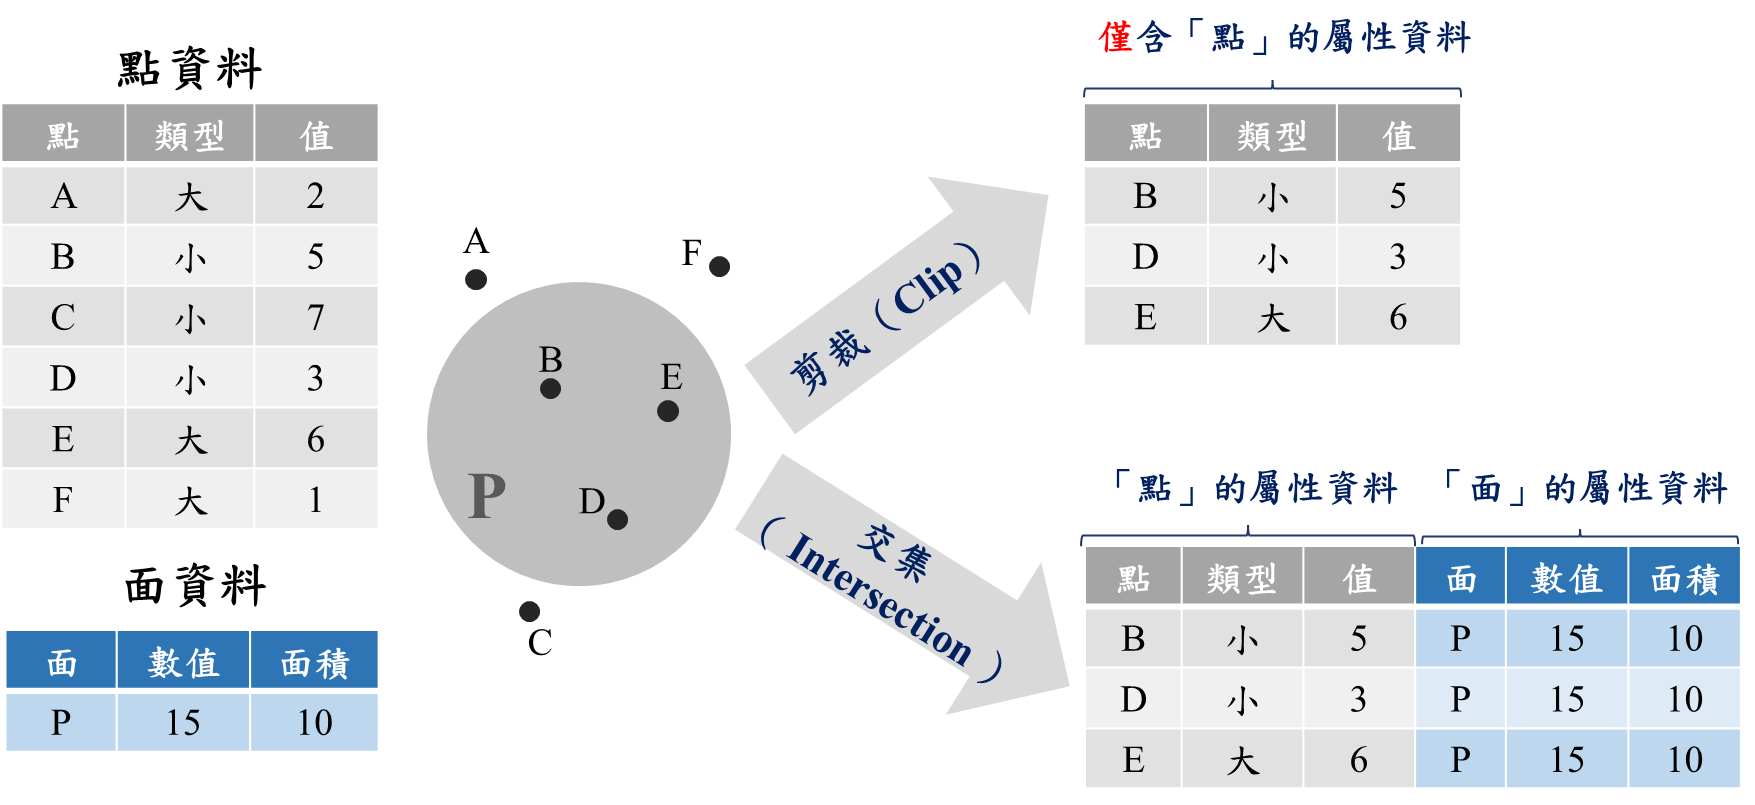 點資料
點 類型 值
A 大 2
B 小 5
C 小 7
D 小 3
E 大 6
F 大 1
面資料
面 數值 面積
P 15 10
A
F
B
E
P
D
C
剪裁（Clip）
交集
（Intersection）
僅含「點」的屬性資料
點 類型 值
B 小 5
D 小 3
E 大 6
「點」的屬性資料 「面」的屬性資料
點 類型 值 面 數值 面積
B 小 5 P 15 10
D 小 3 P 15 10
E 大 6 P 15 10